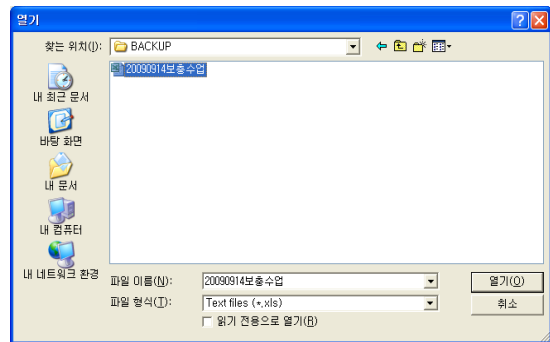 열기
찾는 위치(I):
BACKUP
20090914보충수업
내 최근 문서
바탕 화면
내 문서
내 컴퓨터
내 네트워크 환경
파일 이름(N):
20090914보충수업
열기(O)
파일 형식(T):
Text files (*.xls)
취소
읽기 전용으로 열기(R)